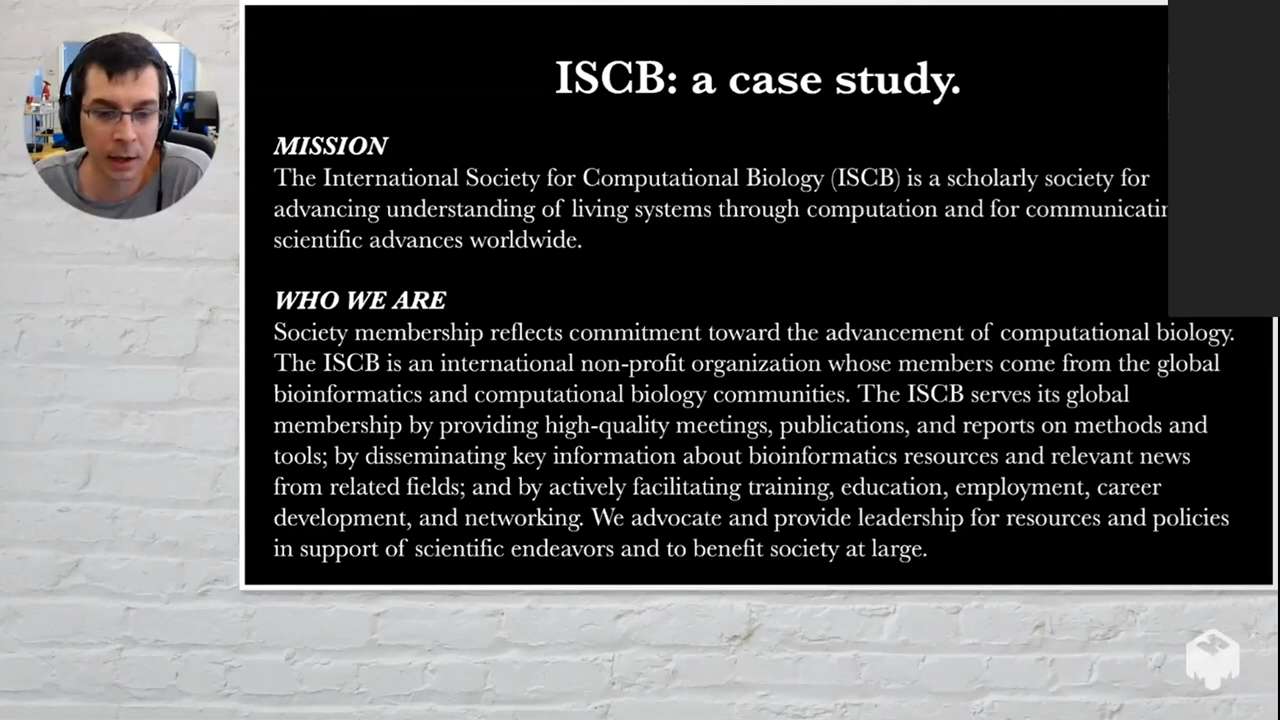 ISCB: a case study.
MISSION
The International Society for Computational Biology (ISCB) is a scholarly society for
advancing understanding of living systems through computation and for communicatin
scientific advances worldwide.
WHO WE ARE
Society membership reflects commitment toward the advancement of computational biology.
The ISCB is an international non-profit organization whose members come from the global
bioinformatics and computational biology communities. The ISCB serves its global
membership by providing high-quality meetings, publications, and reports on methods and
tools; by disseminating key information about bioinformatics resources and relevant news
from related fields; and by actively facilitating training, education, employment, career
development, and networking. We advocate and provide leadership for resources and policies
in support of scientific endeavors and to benefit society at large.